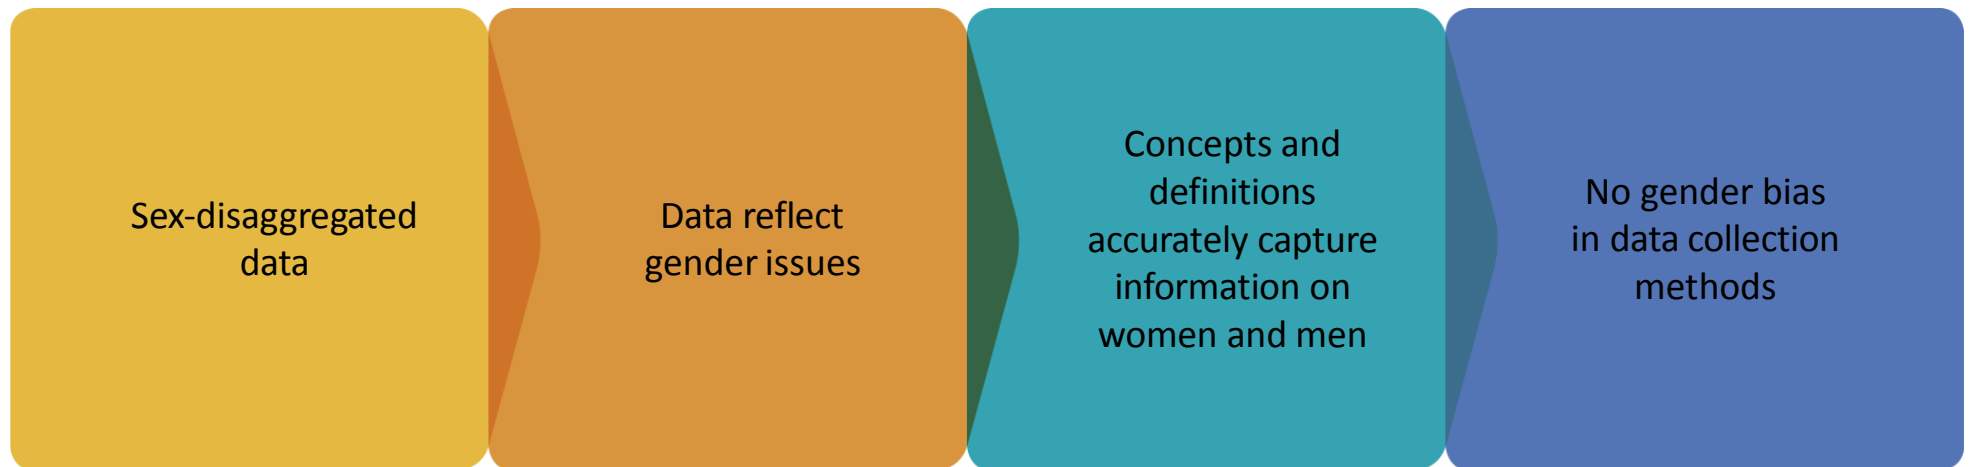 Sex-disaggregated
data
Data reflect
gender issues
Concepts and
definitions
accurately capture
information on
women and men
No gender bias
in data collection
methods